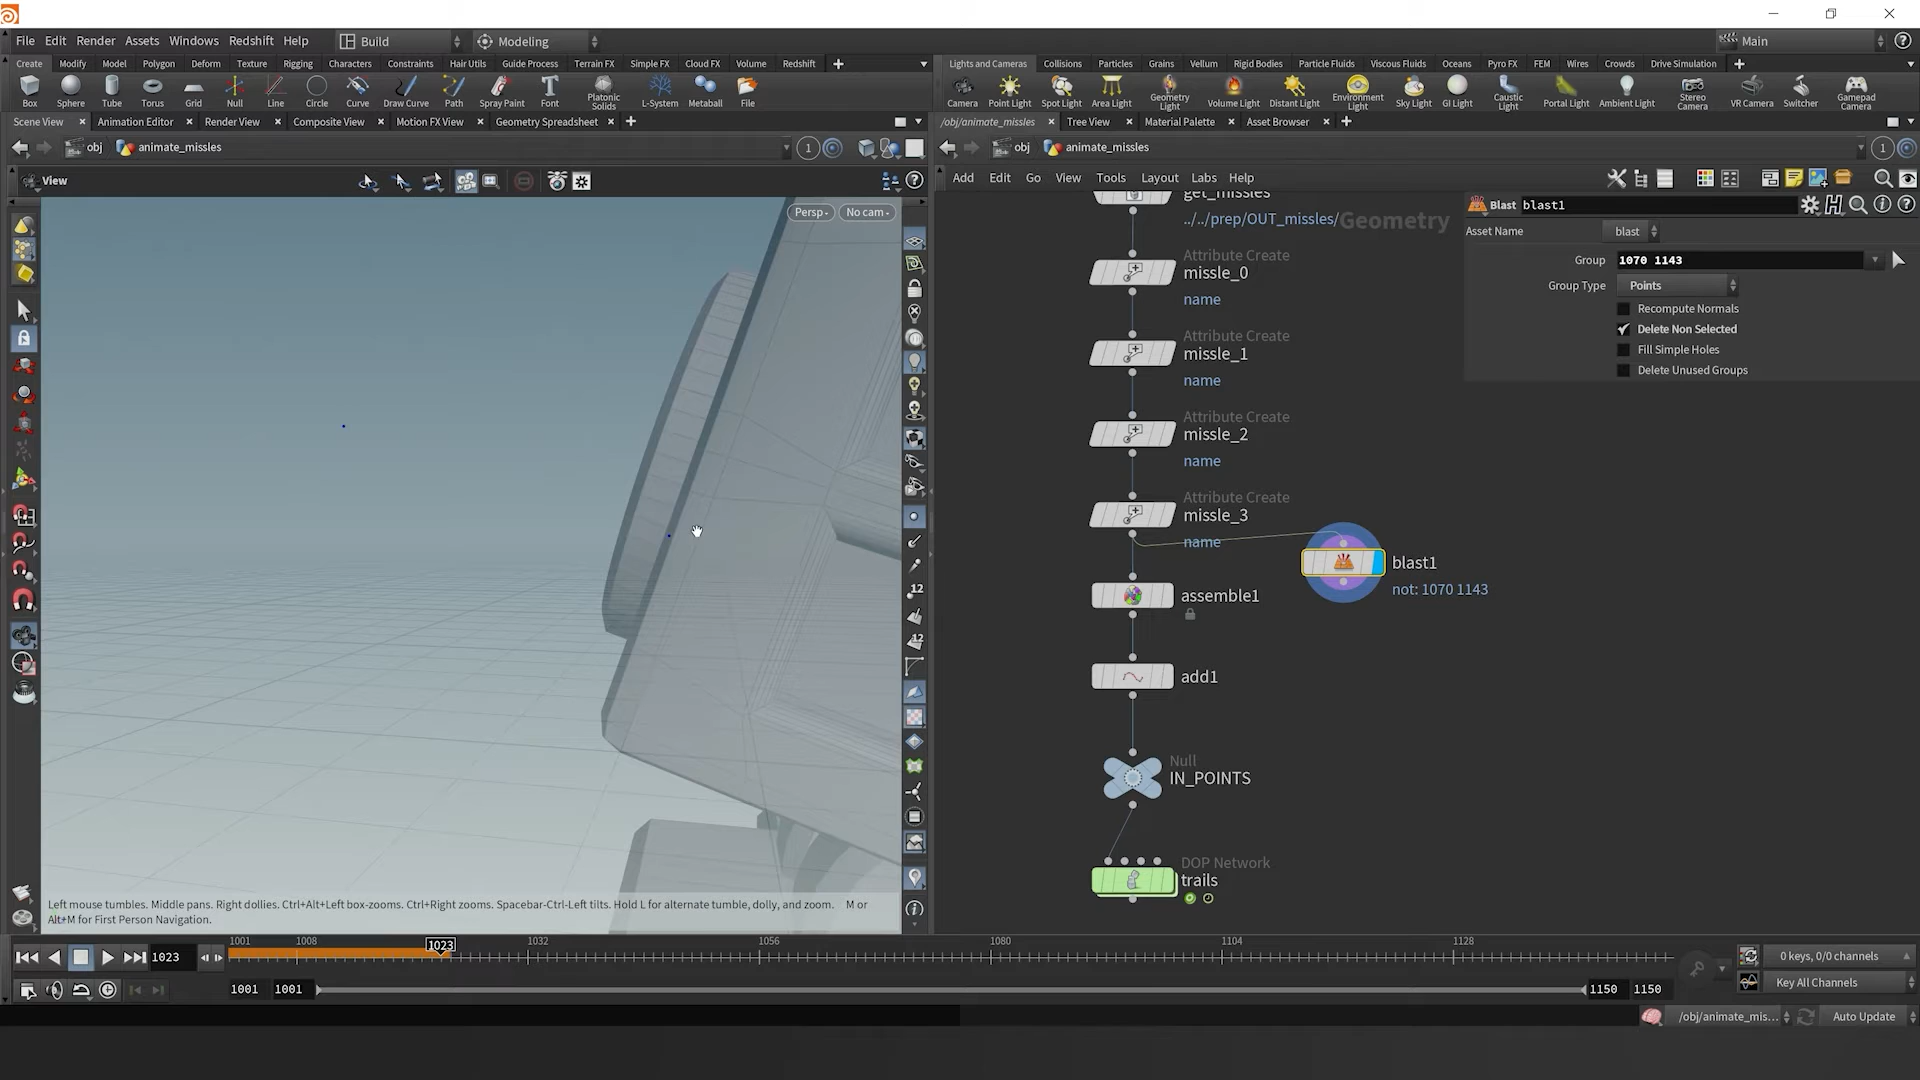 File Edit Render Assets Windows Redshift Help Build Modeling Main
Create Modify Model Polygon Deform Texture Rigging Characters Constraints Hair Utils Guide Process Terrain FX Simple FX Cloud FX Volume Redshift
Lights and Cameras Collisions Particles Grains Vellum Rigid Bodies Particle Fluids Viscous Fluids Oceans Pyro FX FEM Wires Crowds Drive Simulation
Box Sphere Tube Torus Grid Null Line Circle Curve Draw Curve Path Spray Paint Font Platonic Solids L-System Metaball File
Camera Point Light Spot Light Area Light Geometry Light Volume Light Distant Light Environment Light Sky Light GI Light Caustic Light Portal Light Ambient Light Stereo Camera VR Camera Switcher Gamepad Camera
Scene View Animation Editor Render View Composite View Motion FX View Geometry Spreadsheet
/obj/animate_missles Tree View Material Palette Asset Browser
obj animate_missles 1
obj animate_missles 1
View
Add Edit Go View Layout Tools Layout Labs Help
Persp No cam
get_missles
../../prep/OUT_missles/
Geometry
Attribute Create
missle_0
name
Attribute Create
missle_1
name
Attribute Create
missle_2
name
Attribute Create
missle_3
name
blast1
not: 1070 1143
assemble1
add1
Null
IN_POINTS
DOP Network
trails
Blast blast1
Asset Name blast
Group 1070 1143
Group Type Points
Recompute Normals
Delete Non Selected
Fill Simple Holes
Delete Unused Groups
12
12
Left mouse tumbles. Middle pans. Right dollies. Ctrl+Alt+Left box-zooms. Ctrl+Right zooms. Spacebar-Ctrl-Left tilts. Hold L for alternate tumble, dolly, and zoom. M or
Alt+M for First Person Navigation.
1023 1001 1008 1023 1032 1056 1080 1104 1128 0 keys, 0/0 channels
1001 1001 1150 1150 Key All Channels
/obj/animate_mis... Auto Update